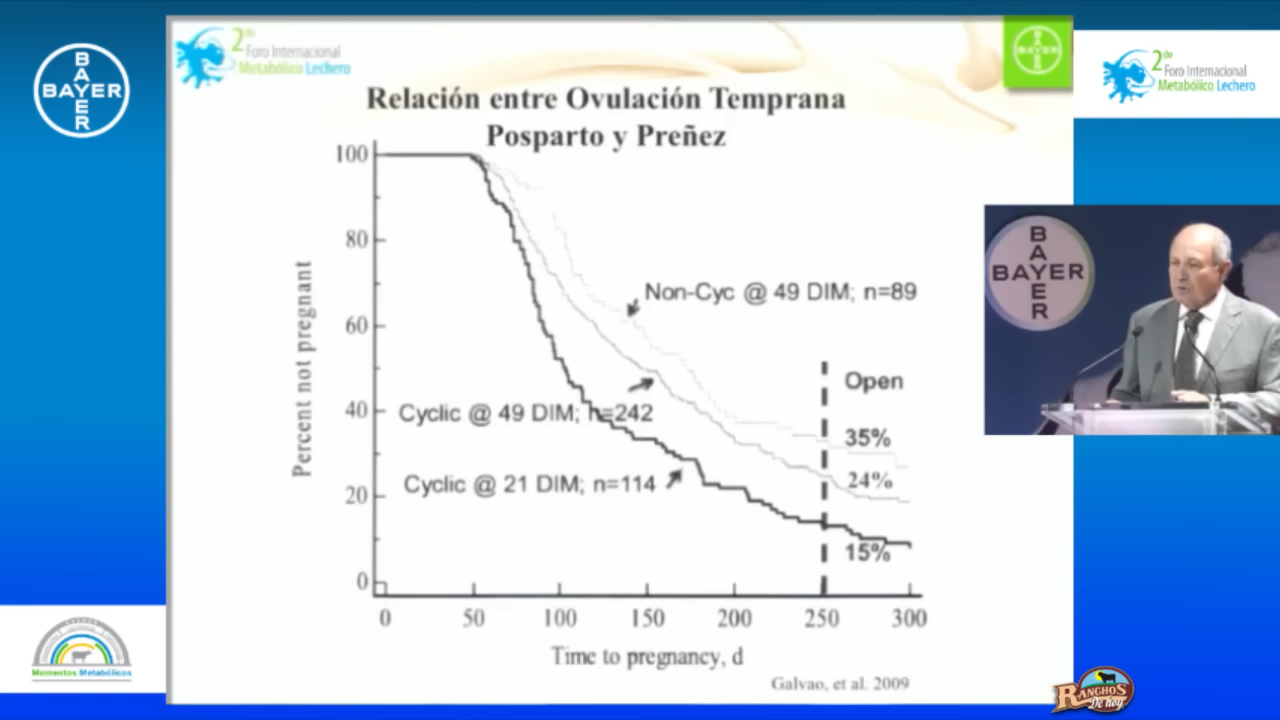 BAYER
BAYER
2do
Foro Internacional
Metabólico Lechero
BAYER
BAYER
2do
Foro Internacional
Metabólico Lechero
Relación entre Ovulación Temprana
Posparto y Preñez
Percent not pregnant
100
80
60
40
20
0
Non-Cyc @ 49 DIM; n=89
Cyclic @ 49 DIM; n=242
Cyclic @ 21 DIM; n=114
Open
35%
24%
15%
0 50 100 150 200 250 300
Time to pregnancy, d
Galvao, et al. 2009
BAYER
BAYER
Momentos Metabólicos
RANCHOS
De hoy